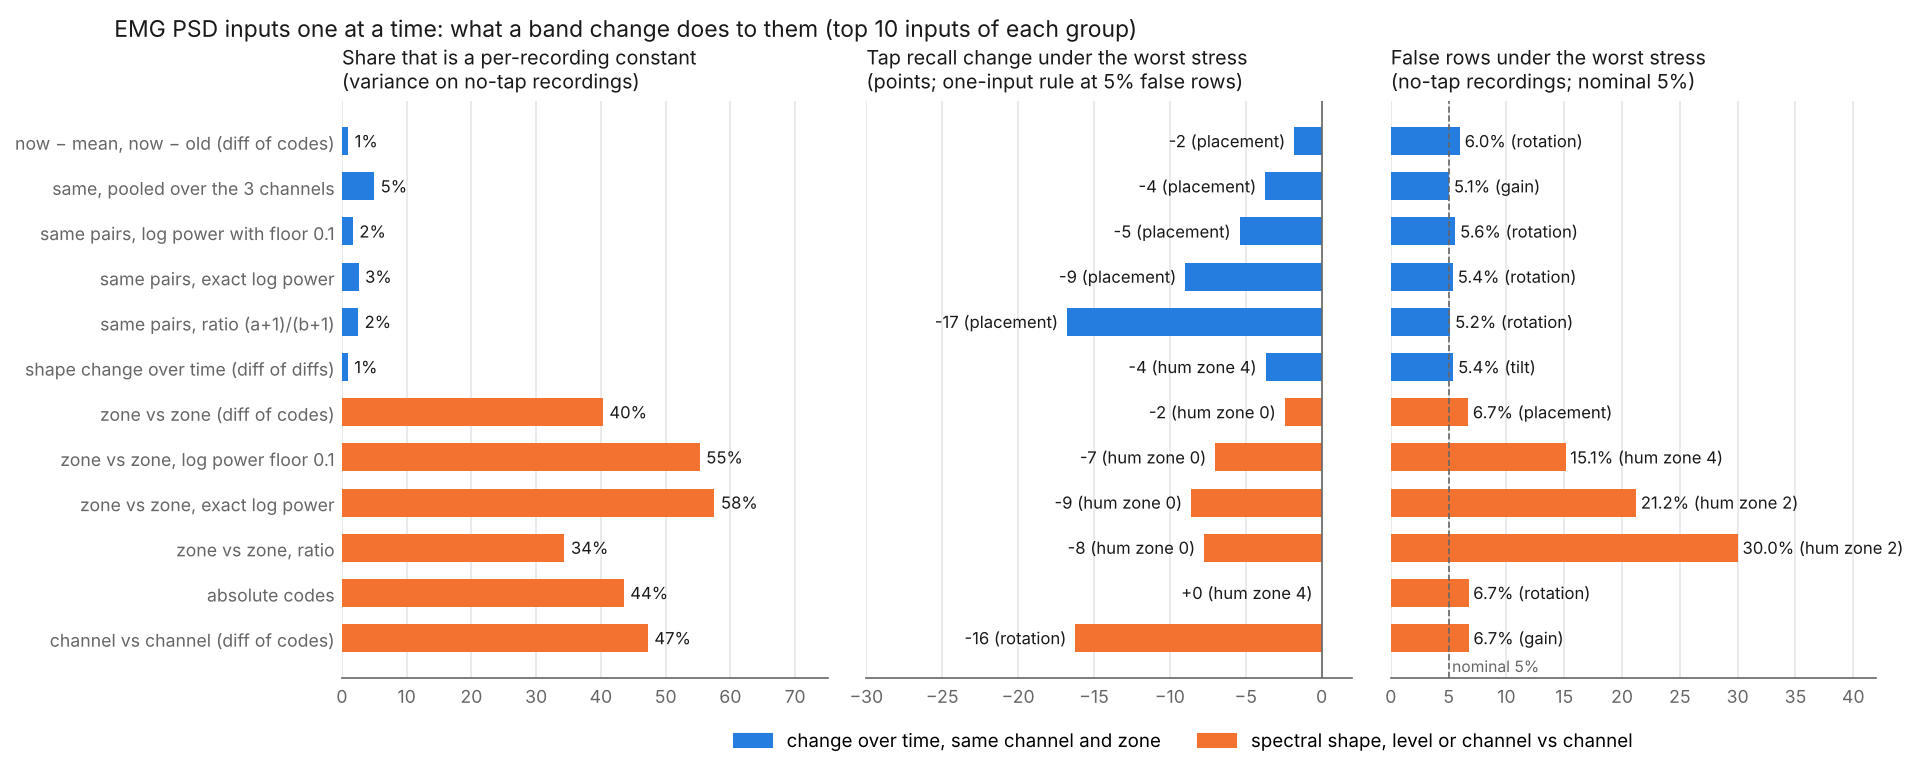 EMG PSD inputs one at a time: what a band change does to them (top 10 inputs of each group)
Share that is a per-recording constant
(variance on no-tap recordings)
Tap recall change under the worst stress
(points; one-input rule at 5% false rows)
False rows under the worst stress
(no-tap recordings; nominal 5%)
now − mean, now − old (diff of codes) 1% -2 (placement) 6.0% (rotation)
same, pooled over the 3 channels 5% -4 (placement) 5.1% (gain)
same pairs, log power with floor 0.1 2% -5 (placement) 5.6% (rotation)
same pairs, exact log power 3% -9 (placement) 5.4% (rotation)
same pairs, ratio (a+1)/(b+1) 2% -17 (placement) 5.2% (rotation)
shape change over time (diff of diffs) 1% -4 (hum zone 4) 5.4% (tilt)
zone vs zone (diff of codes) 40% -2 (hum zone 0) 6.7% (placement)
zone vs zone, log power floor 0.1 55% -7 (hum zone 0) 15.1% (hum zone 4)
zone vs zone, exact log power 58% -9 (hum zone 0) 21.2% (hum zone 2)
zone vs zone, ratio 34% -8 (hum zone 0) 30.0% (hum zone 2)
absolute codes 44% +0 (hum zone 4) 6.7% (rotation)
channel vs channel (diff of codes) 47% -16 (rotation) 6.7% (gain)
nominal 5%
0 10 20 30 40 50 60 70
−30 −25 −20 −15 −10 −5 0
0 5 10 15 20 25 30 35 40
change over time, same channel and zone
spectral shape, level or channel vs channel